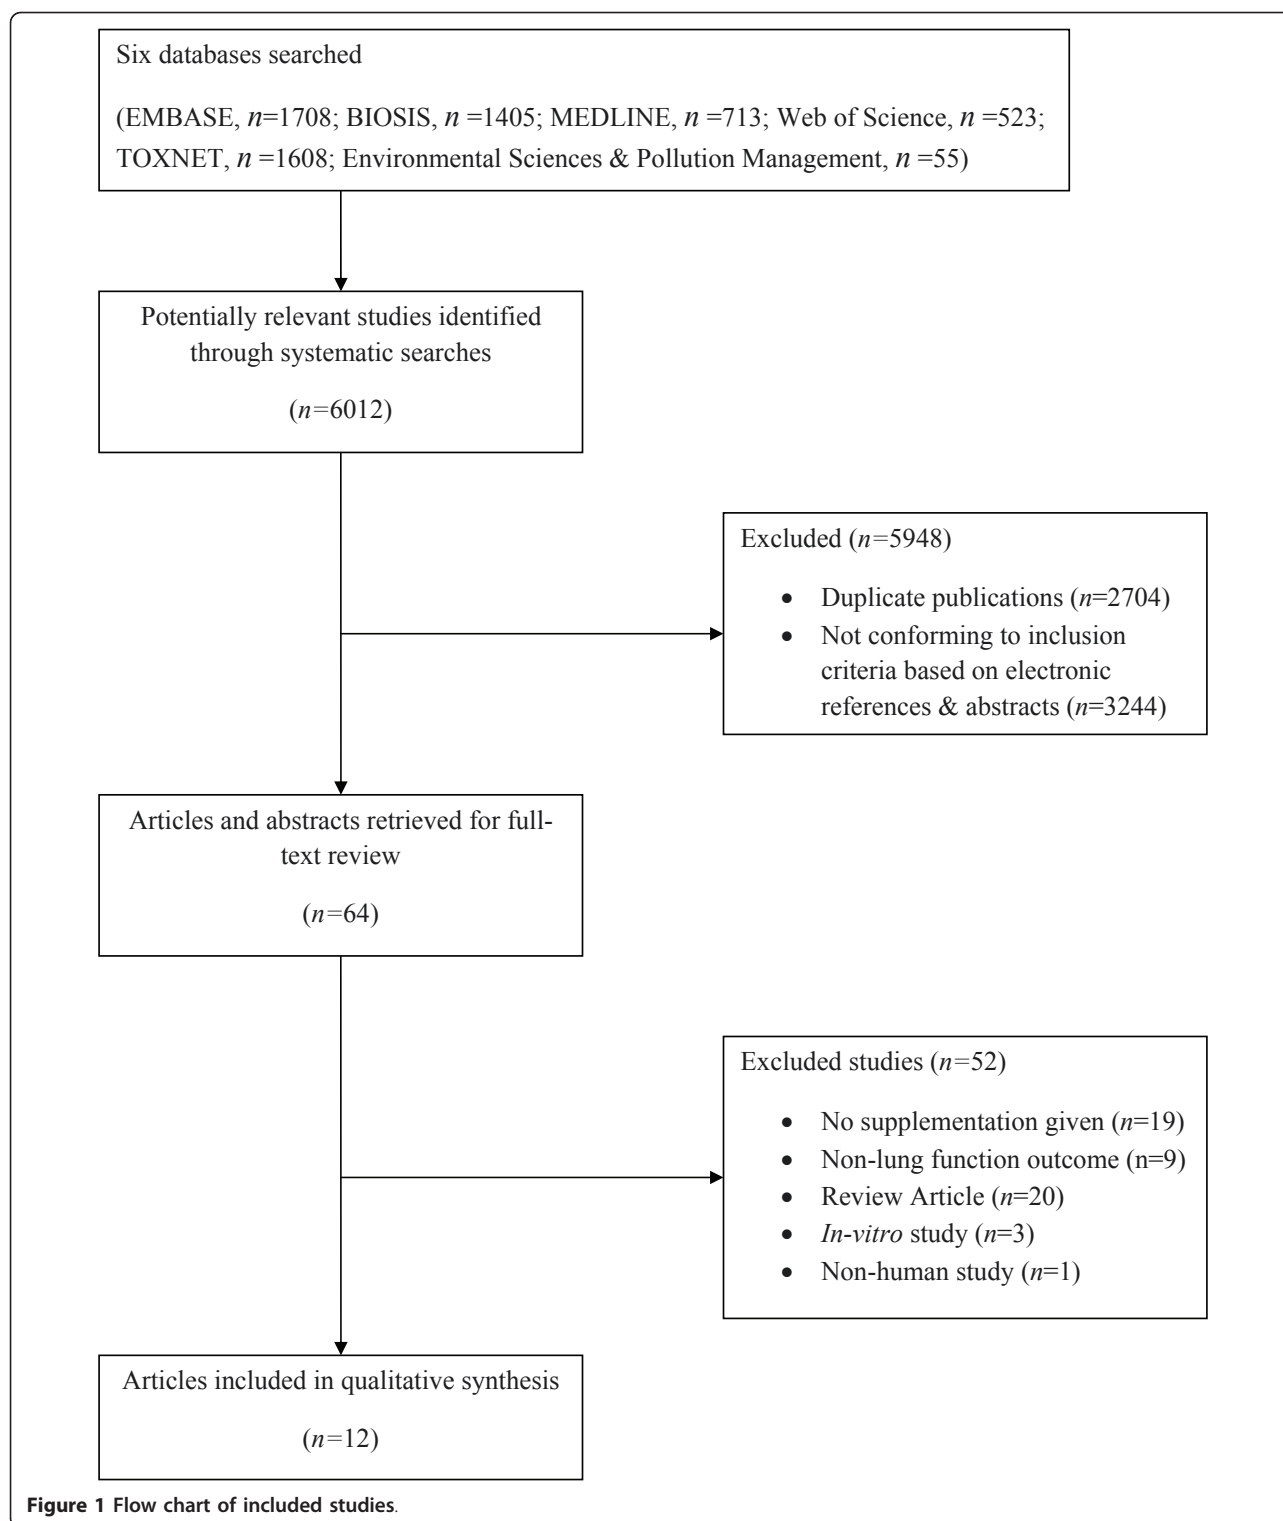 Six databases searched
(EMBASE, n=1708; BIOSIS, n =1405; MEDLINE, n =713; Web of Science, n =523;
TOXNET, n =1608; Environmental Sciences & Pollution Management, n =55)
Potentially relevant studies identified
through systematic searches
(n=6012)
Excluded (n=5948)
• Duplicate publications (n=2704)
• Not conforming to inclusion
criteria based on electronic
references & abstracts (n=3244)
Articles and abstracts retrieved for full-
text review
(n=64)
Excluded studies (n=52)
• No supplementation given (n=19)
• Non-lung function outcome (n=9)
• Review Article (n=20)
• In-vitro study (n=3)
• Non-human study (n=1)
Articles included in qualitative synthesis
(n=12)
Figure 1 Flow chart of included studies.